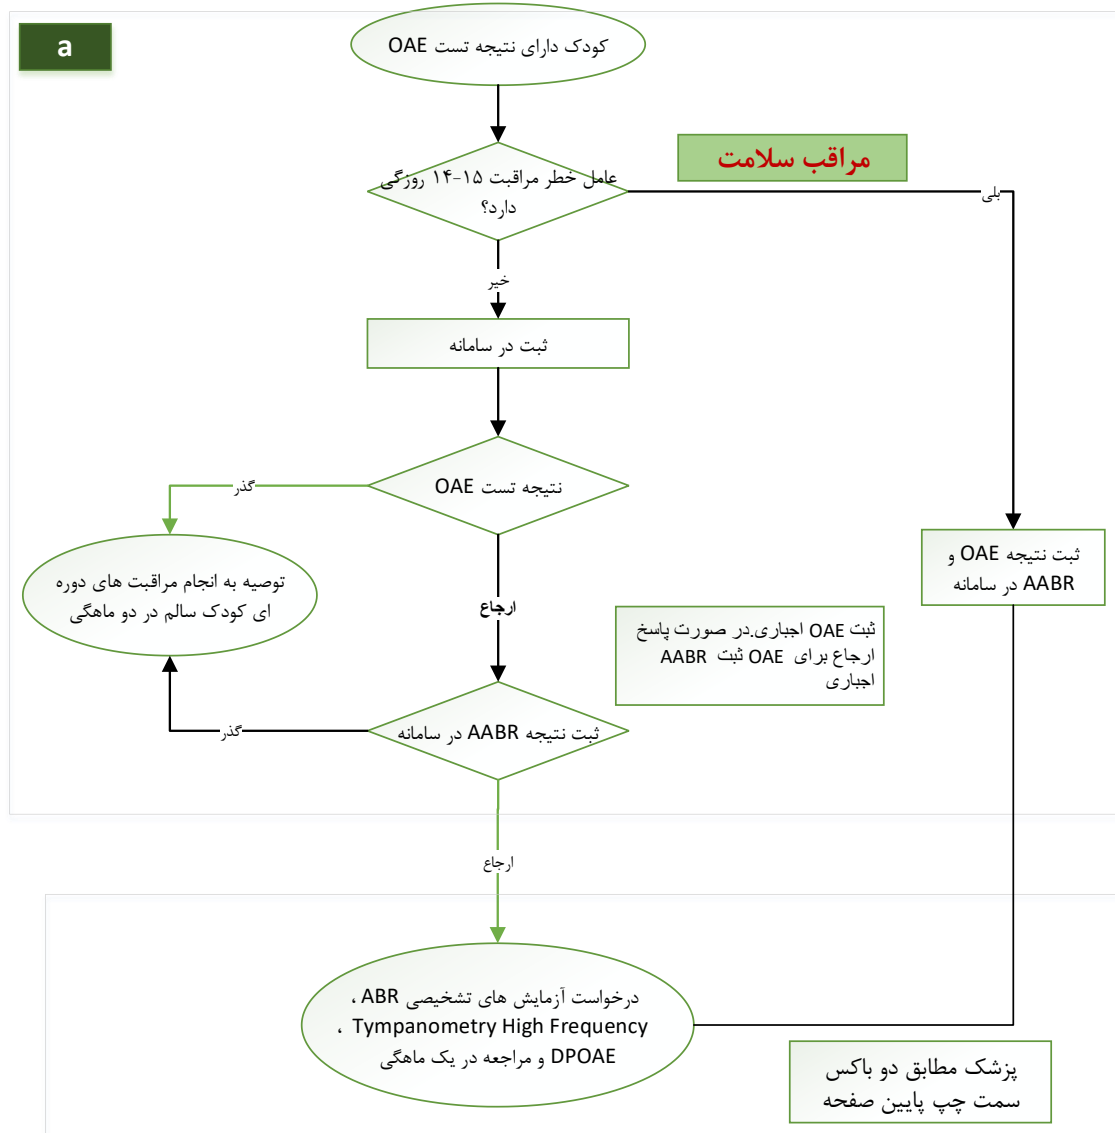 a
کودک دارای نتیجه تست OAE
مراقب سلامت
عامل خطر مراقبت ۱۵-۱۴ روزگی
دارد؟
بلی
خیر
ثبت در سامانه
نتیجه تست OAE
گذر
توصیه به انجام مراقبت های دوره
ای کودک سالم در دو ماهگی
ارجاع
ثبت نتیجه OAE و
AABR در سامانه
ثبت OAE اجباری.در صورت پاسخ
ارجاع برای OAE ثبت AABR
اجباری
ثبت نتیجه AABR در سامانه
گذر
ارجاع
درخواست آزمایش های تشخیصی ABR ،
Tympanometry High Frequency ،
DPOAE و مراجعه در یک ماهگی
پزشک مطابق دو باکس
سمت چپ پایین صفحه